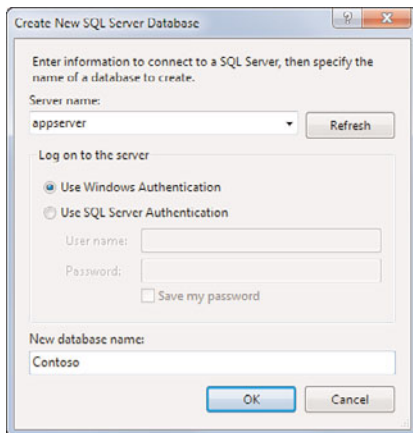 Create New SQL Server Database
Enter information to connect to a SQL Server, then specify the
name of a database to create.
Server name:
appserver
Refresh
Log on to the server
Use Windows Authentication
Use SQL Server Authentication
User name:
Password:
Save my password
New database name:
Contoso
OK
Cancel